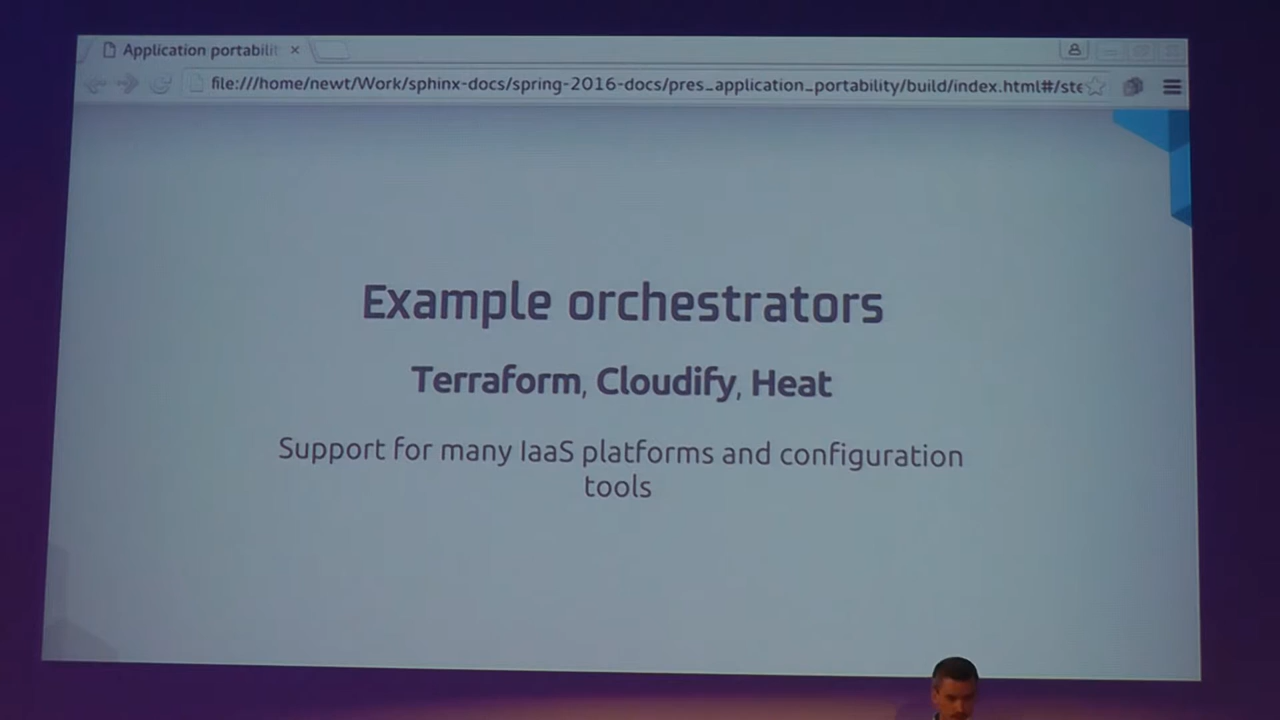 Application portabilit
file:///home/newt/Work/sphinx-docs/spring-2016-docs/pres_application_portability/build/index.html#/ste
Example orchestrators
Terraform, Cloudify, Heat
Support for many IaaS platforms and configuration
tools